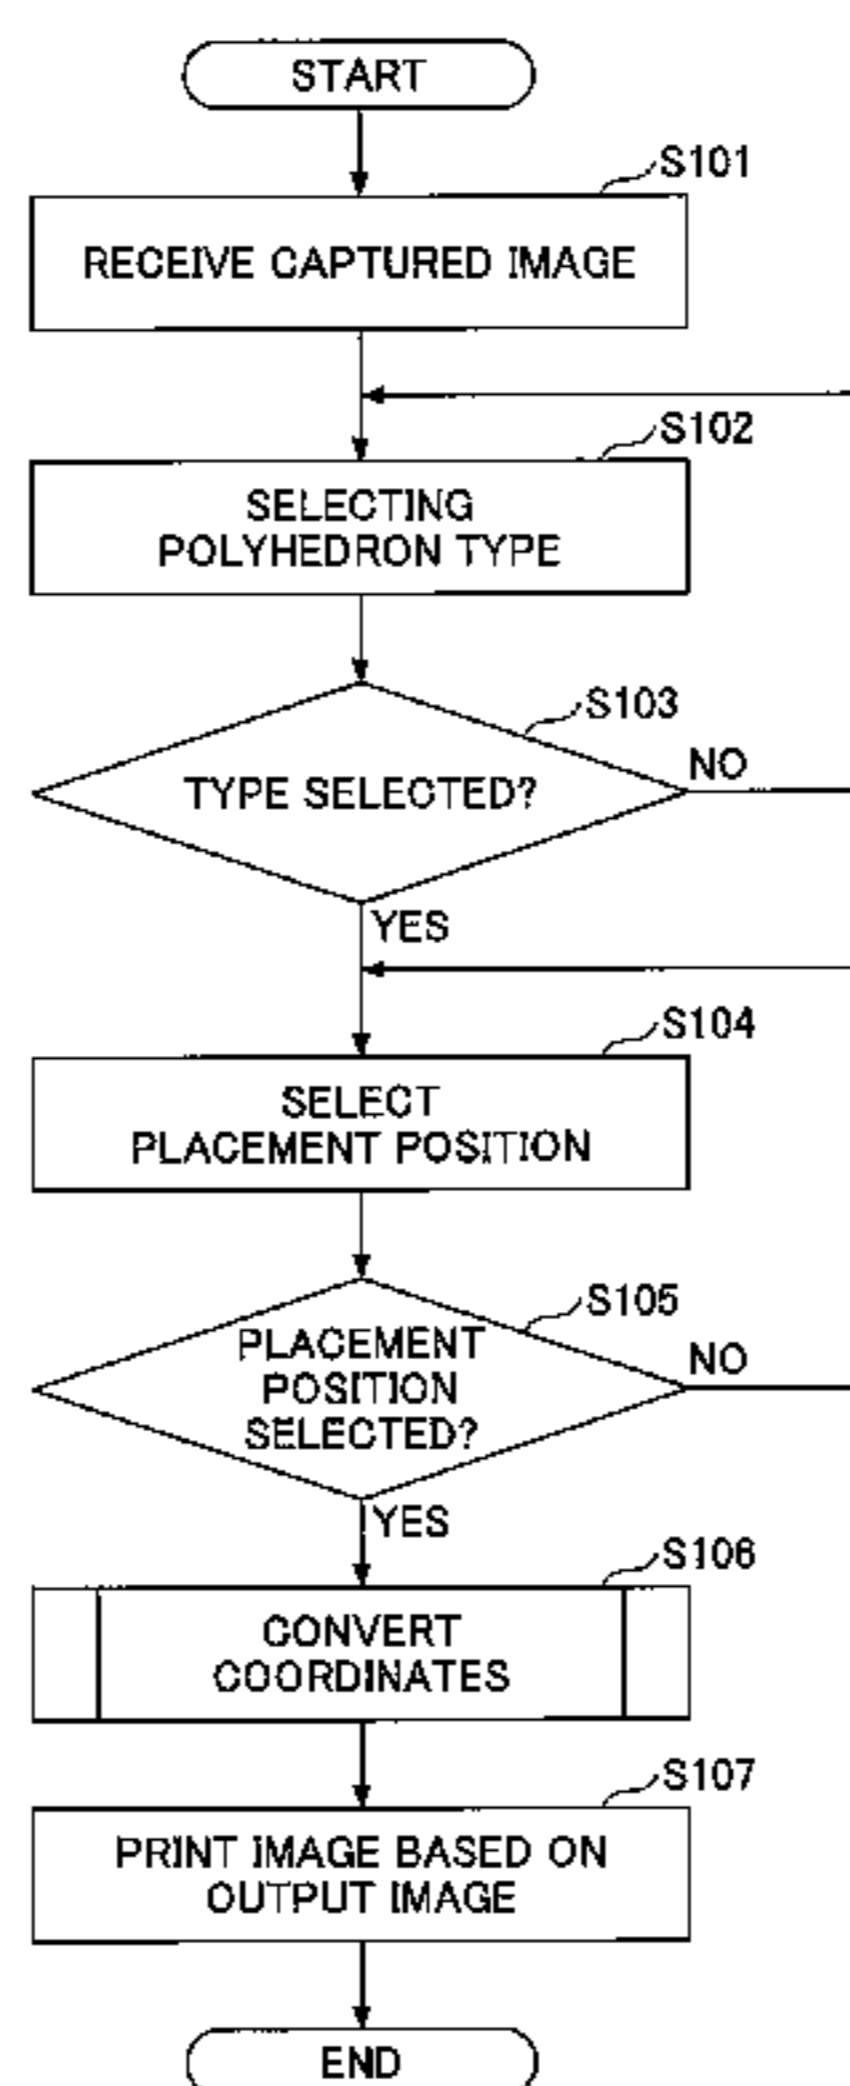 START
S101
RECEIVE CAPTURED IMAGE
S102
SELECTING
POLYHEDRON TYPE
S103
TYPE SELECTED?
NO
YES
S104
SELECT
PLACEMENT POSITION
S105
PLACEMENT
POSITION
SELECTED?
NO
YES
S106
CONVERT
COORDINATES
S107
PRINT IMAGE BASED ON
OUTPUT IMAGE
END